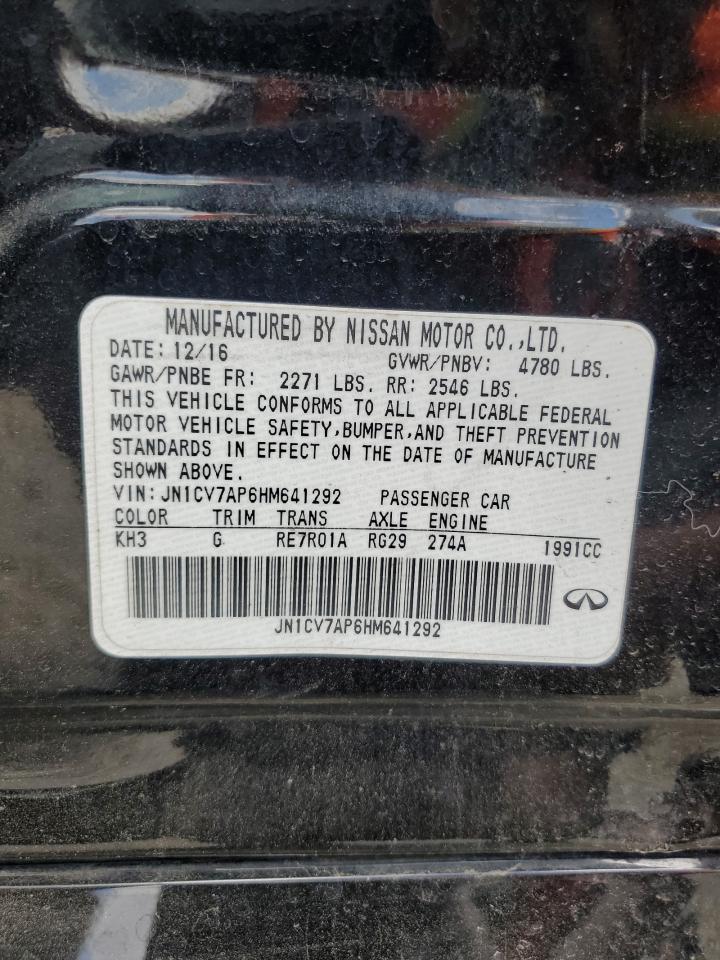 MANUFACTURED BY NISSAN MOTOR CO.,LTD.
DATE: 12/16 GVWR/PNBV: 4780 LBS.
GAWR/PNBE FR: 2271 LBS. RR: 2546 LBS.
THIS VEHICLE CONFORMS TO ALL APPLICABLE FEDERAL
MOTOR VEHICLE SAFETY,BUMPER,AND THEFT PREVENTION
STANDARDS IN EFFECT ON THE DATE OF MANUFACTURE
SHOWN ABOVE.
VIN: JN1CV7AP6HM641292 PASSENGER CAR
COLOR TRIM TRANS AXLE ENGINE
KH3 G RE7R01A RG29 274A 1991CC
JN1CV7AP6HM641292